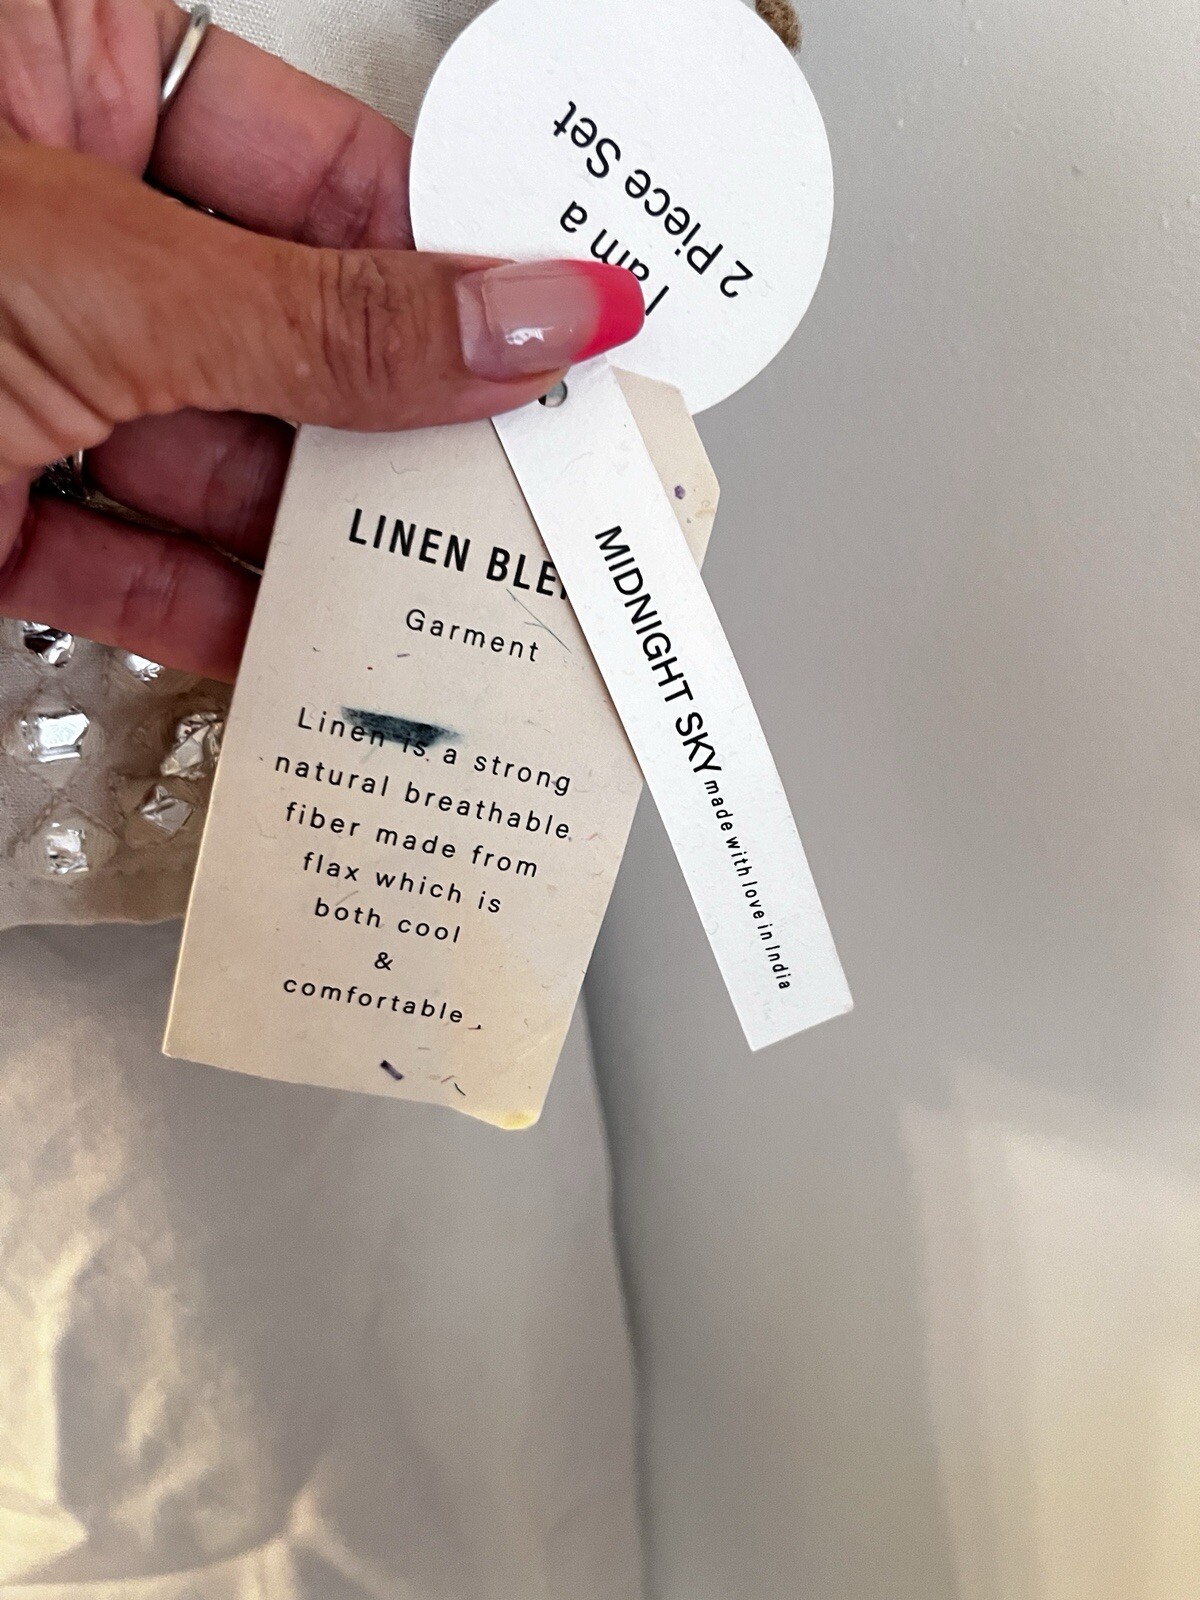 I am a
2 Piece Set
LINEN BLE
Garment
Linen is a strong
natural breathable
fiber made from
flax which is
both cool
&
comfortable
MIDNIGHT SKY made with love in India